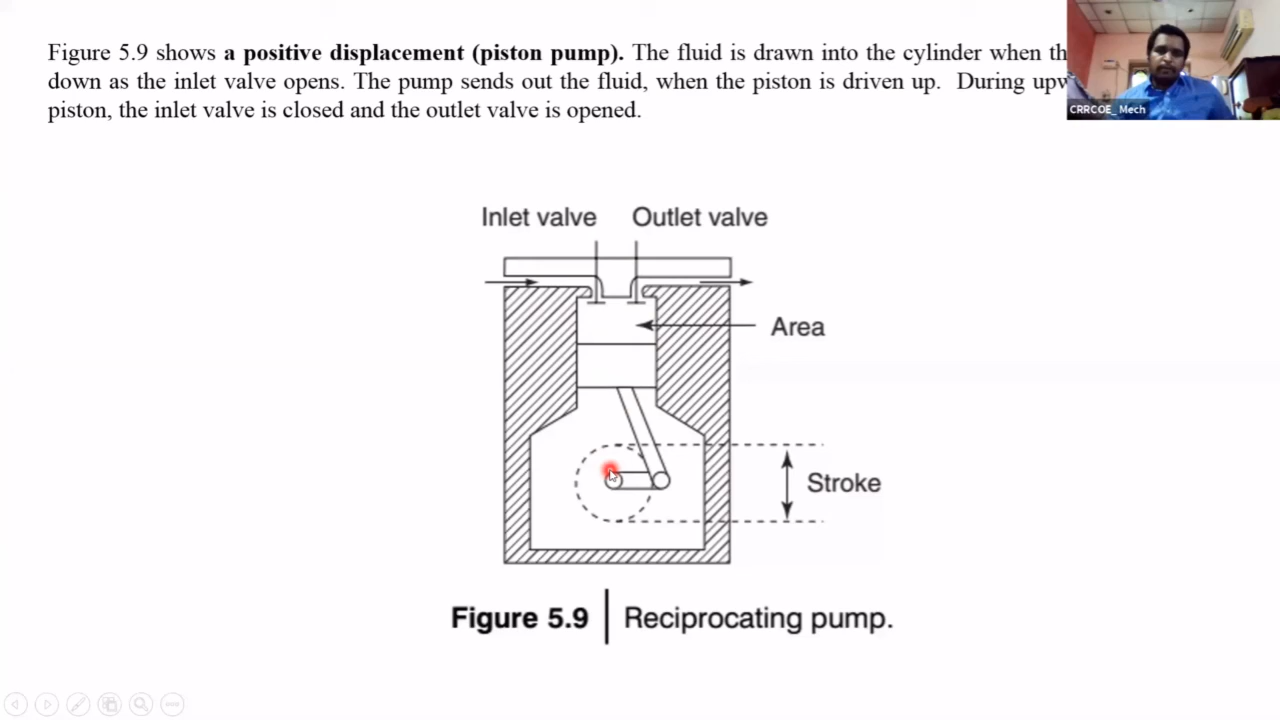 Figure 5.9 shows a positive displacement (piston pump). The fluid is drawn into the cylinder when
down as the inlet valve opens. The pump sends out the fluid, when the piston is driven up. During
piston, the inlet valve is closed and the outlet valve is opened.
CRRCOE_ Mech
Inlet valve Outlet valve
Area
Stroke
Figure 5.9 Reciprocating pump.